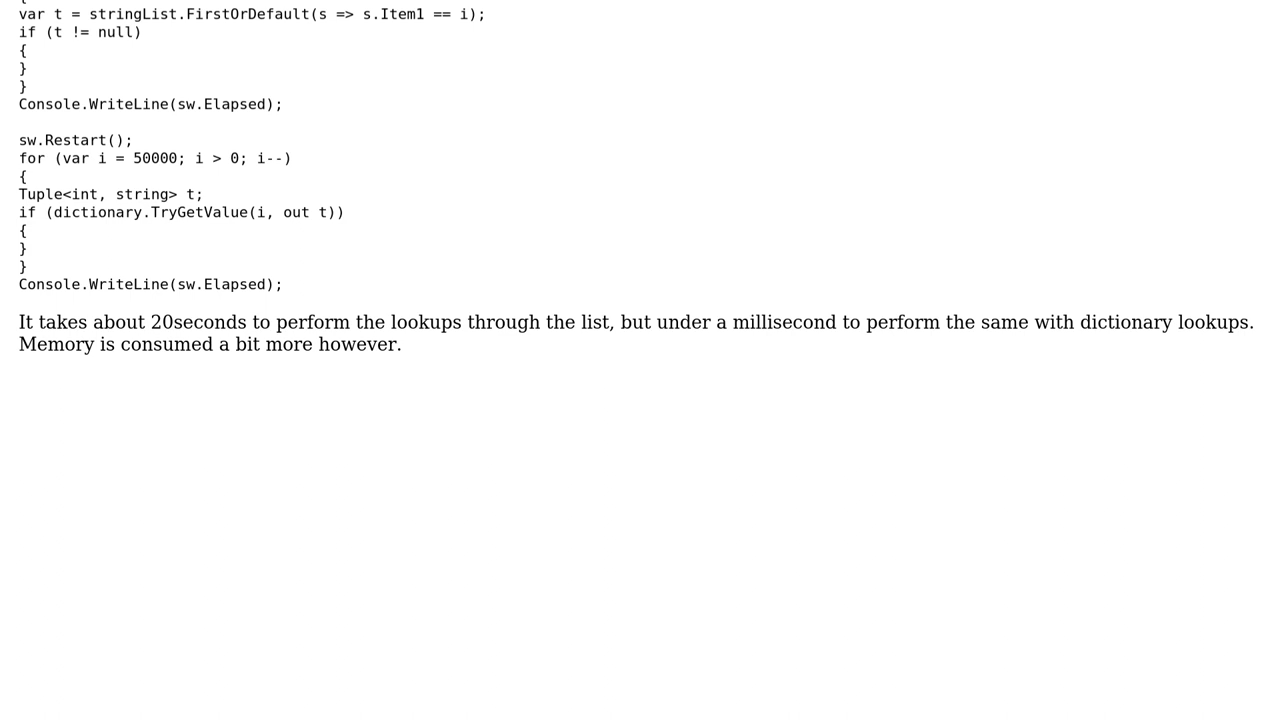 {
var t = stringList.FirstOrDefault(s => s.Item1 == i);
if (t != null)
{
}
}
Console.WriteLine(sw.Elapsed);

sw.Restart();
for (var i = 50000; i > 0; i--)
{
Tuple<int, string> t;
if (dictionary.TryGetValue(i, out t))
{
}
}
Console.WriteLine(sw.Elapsed);

It takes about 20seconds to perform the lookups through the list, but under a millisecond to perform the same with dictionary lookups.
Memory is consumed a bit more however.